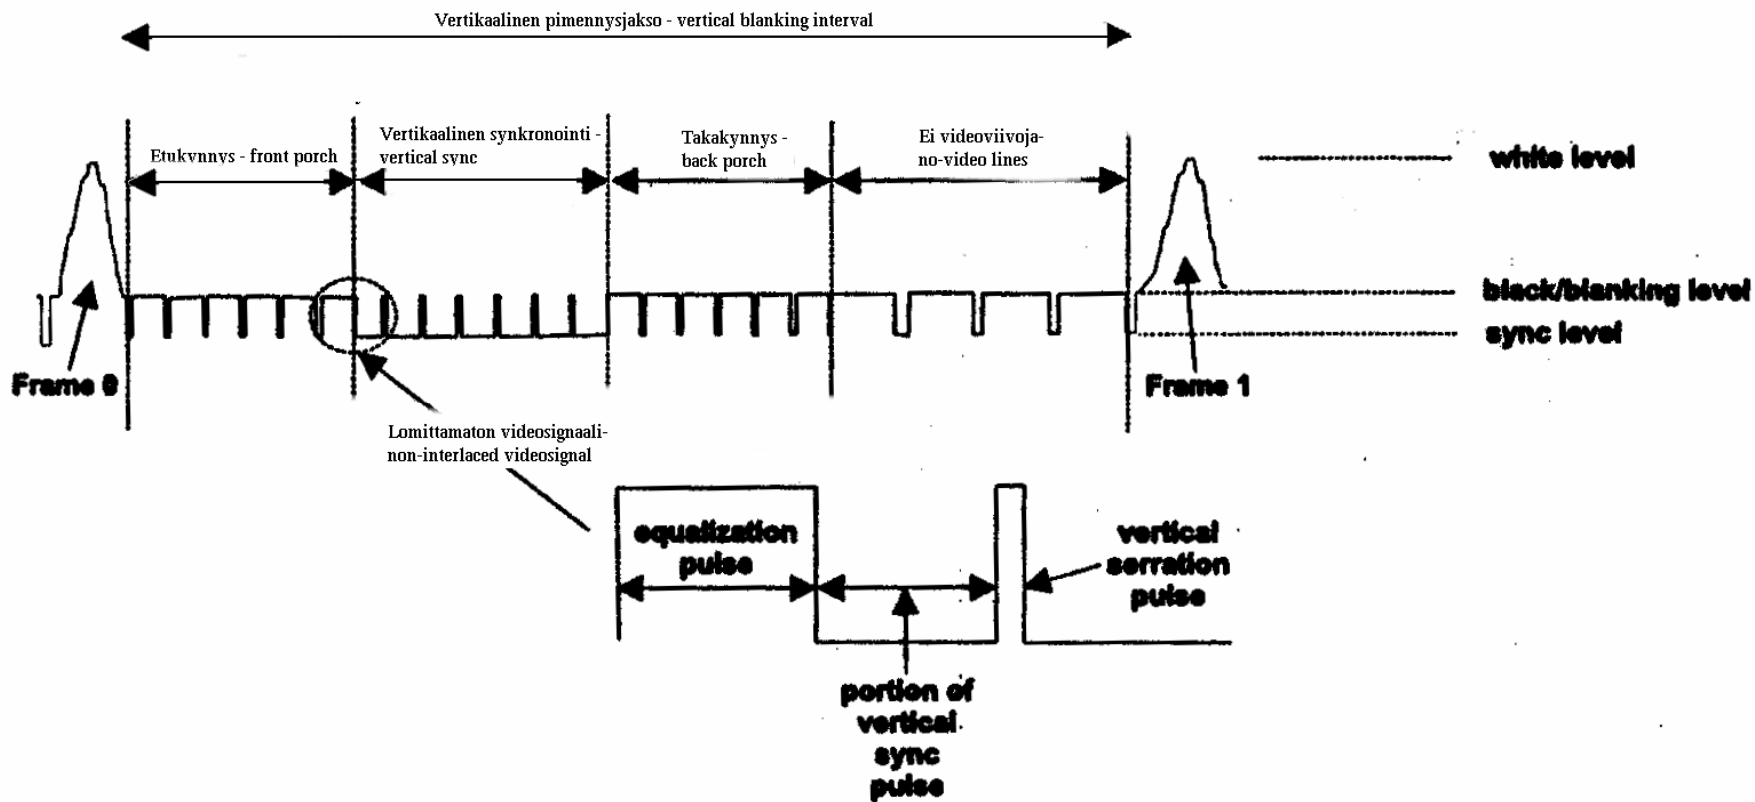 Vertikaalinen pimennysjakso - vertical blanking interval
Etukynnys - front porch
Vertikaalinen synkronointi -
vertical sync
Takakynnys -
back porch
Ei videoviivoja-
no-video lines
white level
black/blanking level
sync level
Frame 0
Frame 1
Lomittamaton videosignaali-
non-interlaced videosignal
equalization
pulse
vertical
serration
pulse
portion of
vertical
sync
pulse